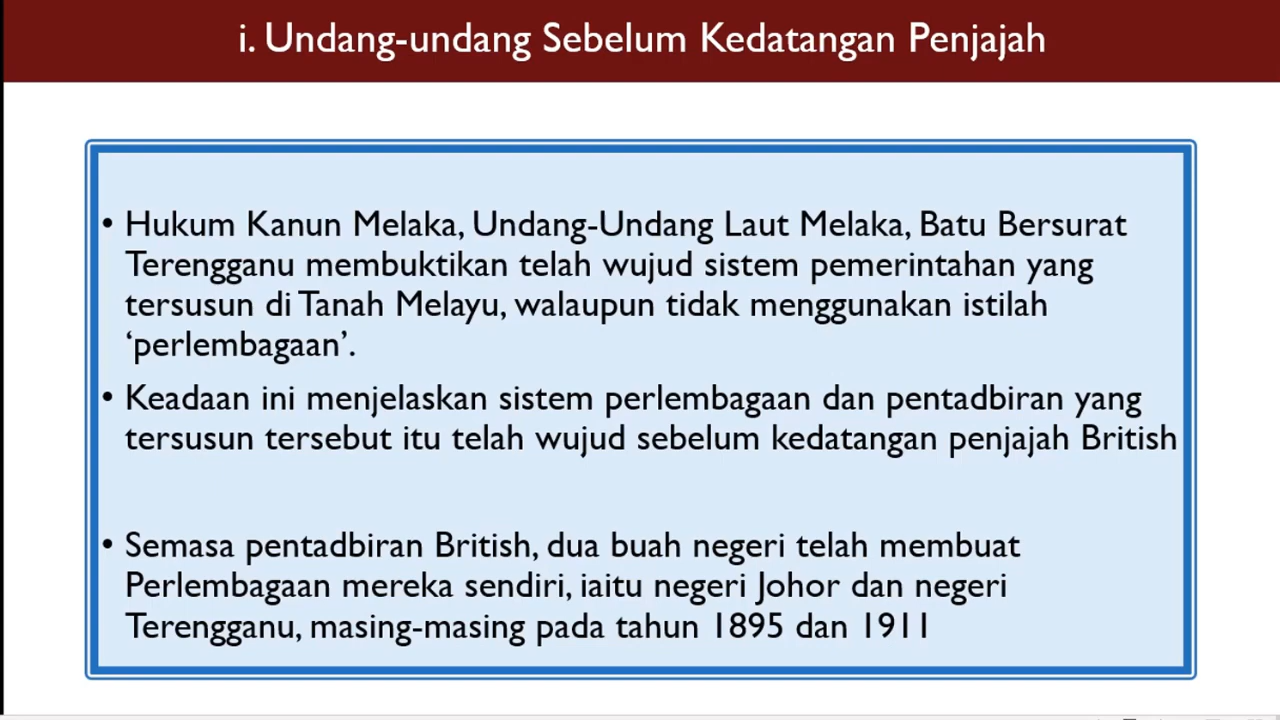 i. Undang-undang Sebelum Kedatangan Penjajah
• Hukum Kanun Melaka, Undang-Undang Laut Melaka, Batu Bersurat
Terengganu membuktikan telah wujud sistem pemerintahan yang
tersusun di Tanah Melayu, walaupun tidak menggunakan istilah
‘perlembagaan’.
• Keadaan ini menjelaskan sistem perlembagaan dan pentadbiran yang
tersusun tersebut itu telah wujud sebelum kedatangan penjajah British
• Semasa pentadbiran British, dua buah negeri telah membuat
Perlembagaan mereka sendiri, iaitu negeri Johor dan negeri
Terengganu, masing-masing pada tahun 1895 dan 1911